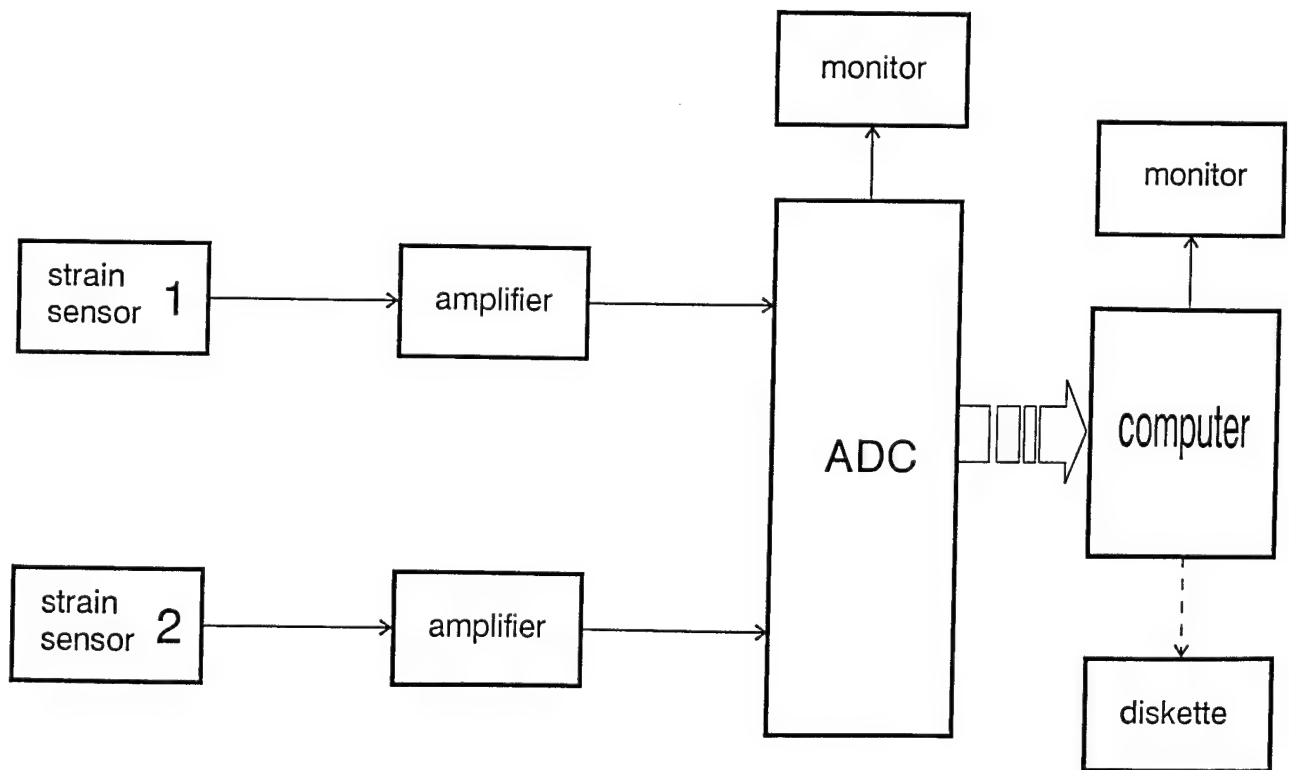 monitor
monitor
strain
sensor 1
amplifier
ADC
computer
strain
sensor 2
amplifier
diskette